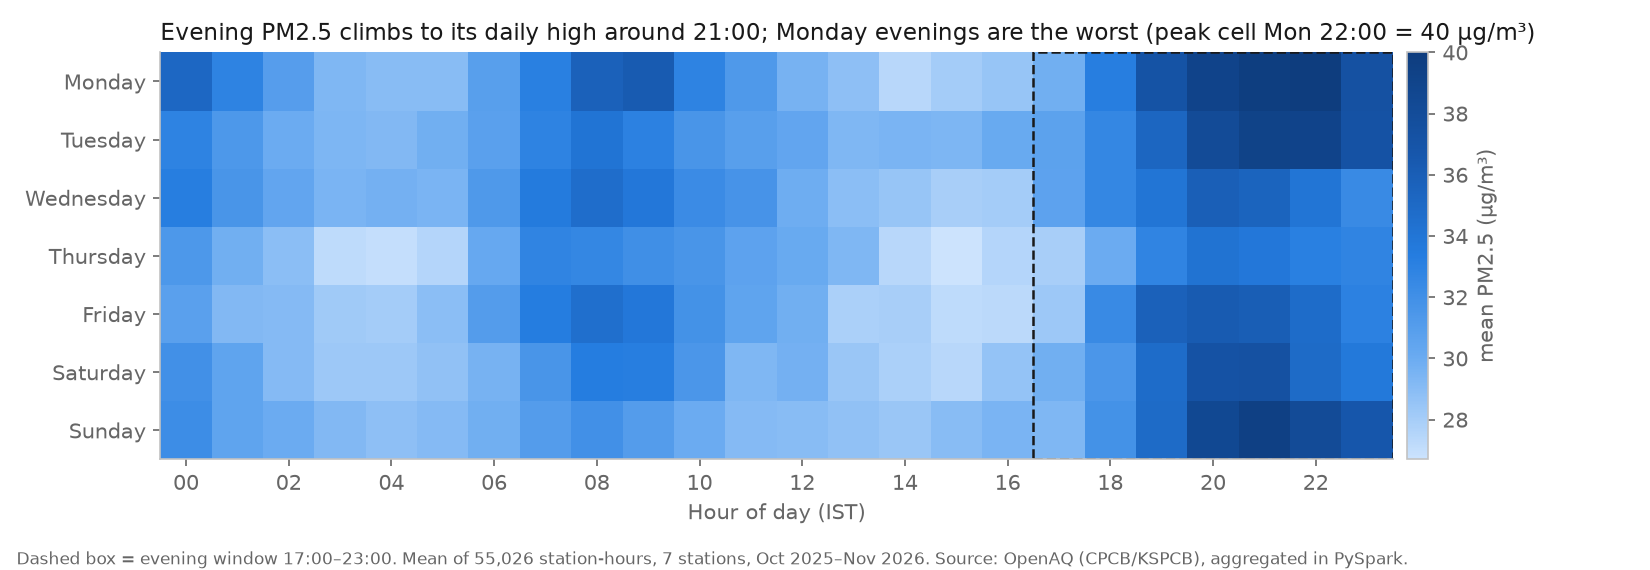 Evening PM2.5 climbs to its daily high around 21:00; Monday evenings are the worst (peak cell Mon 22:00 = 40 µg/m³)
Monday
Tuesday
Wednesday
Thursday
Friday
Saturday
Sunday
00 02 04 06 08 10 12 14 16 18 20 22
Hour of day (IST)
40
38
36
34
32
30
28
mean PM2.5 (µg/m³)
Dashed box = evening window 17:00–23:00. Mean of 55,026 station-hours, 7 stations, Oct 2025–Nov 2026. Source: OpenAQ (CPCB/KSPCB), aggregated in PySpark.